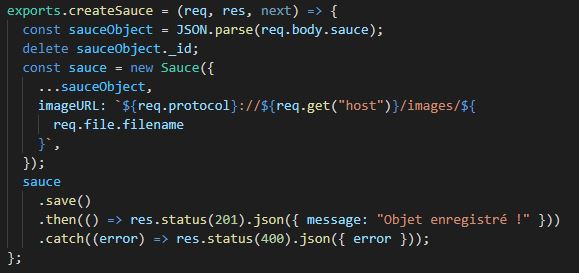 exports.createSauce = (req, res, next) => {
  const sauceObject = JSON.parse(req.body.sauce);
  delete sauceObject._id;
  const sauce = new Sauce({
    ...sauceObject,
    imageURL: `${req.protocol}://${req.get("host")}/images/${
      req.file.filename
    }`,
  });
  sauce
    .save()
    .then(() => res.status(201).json({ message: "Objet enregistré !" }))
    .catch((error) => res.status(400).json({ error }));
};